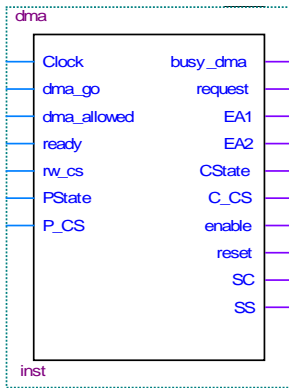 dma
Clock busy_dma
dma_go request
dma_allowed EA1
ready EA2
rw_cs CState
PState C_CS
P_CS enable
reset
SC
SS
inst